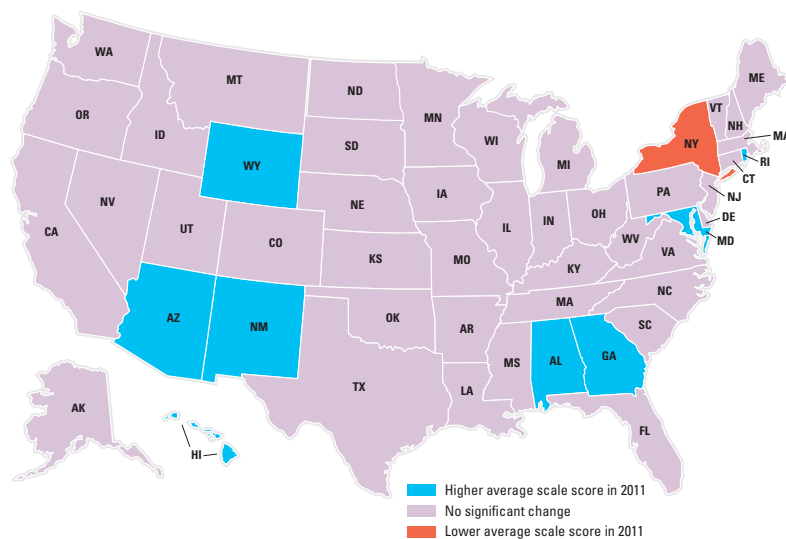 WA
MT
ND
MN
ME
VT
NH
MA
OR
ID
WY
SD
WI
MI
NY
RI
CT
NV
NE
IA
PA
NJ
CA
UT
CO
IL
IN
OH
DE
MD
KS
MO
WV
VA
KY
AZ
NM
OK
AR
MA
NC
SC
TX
LA
MS
AL
GA
AK
HI
FL
Higher average scale score in 2011
No significant change
Lower average scale score in 2011